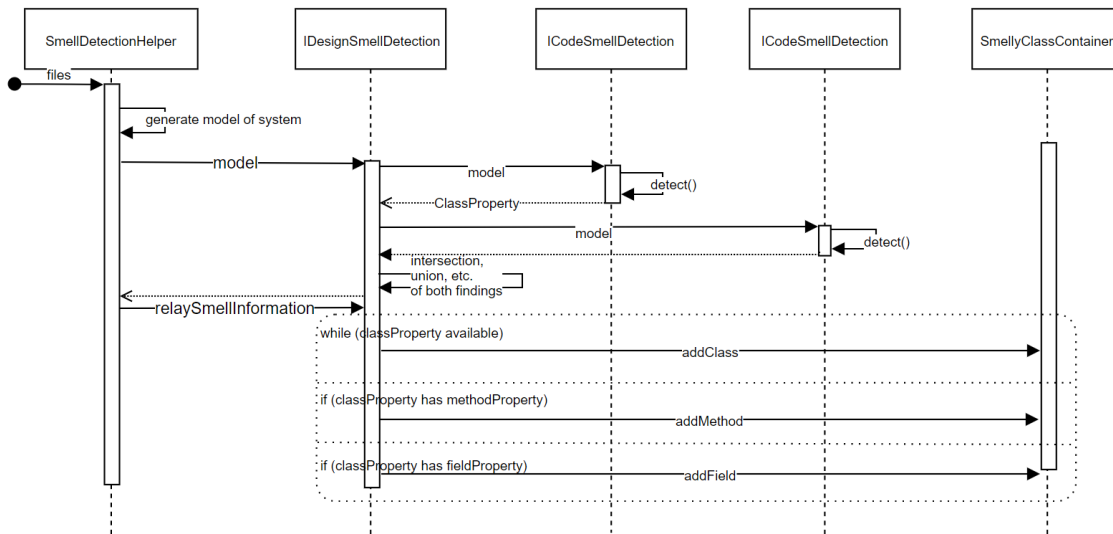 SmellDetectionHelper
IDesignSmellDetection
ICodeSmellDetection
ICodeSmellDetection
SmellyClassContainer
files
generate model of system
model
model
detect()
ClassProperty
model
detect()
intersection,
union, etc.
of both findings
relaySmellInformation
while (classProperty available)
addClass
if (classProperty has methodProperty)
addMethod
if (classProperty has fieldProperty)
addField